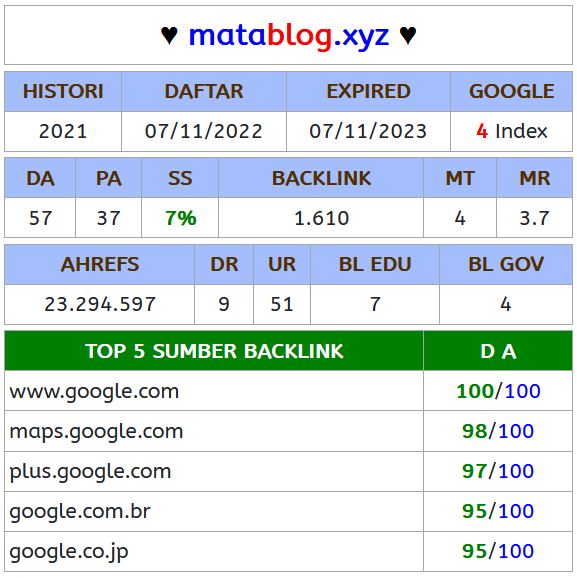 ♥ matablog.xyz ♥
HISTORI DAFTAR EXPIRED GOOGLE
2021 07/11/2022 07/11/2023 4 Index
DA PA SS BACKLINK MT MR
57 37 7% 1.610 4 3.7
AHREFS DR UR BL EDU BL GOV
23.294.597 9 51 7 4
TOP 5 SUMBER BACKLINK D A
www.google.com 100/100
maps.google.com 98/100
plus.google.com 97/100
google.com.br 95/100
google.co.jp 95/100